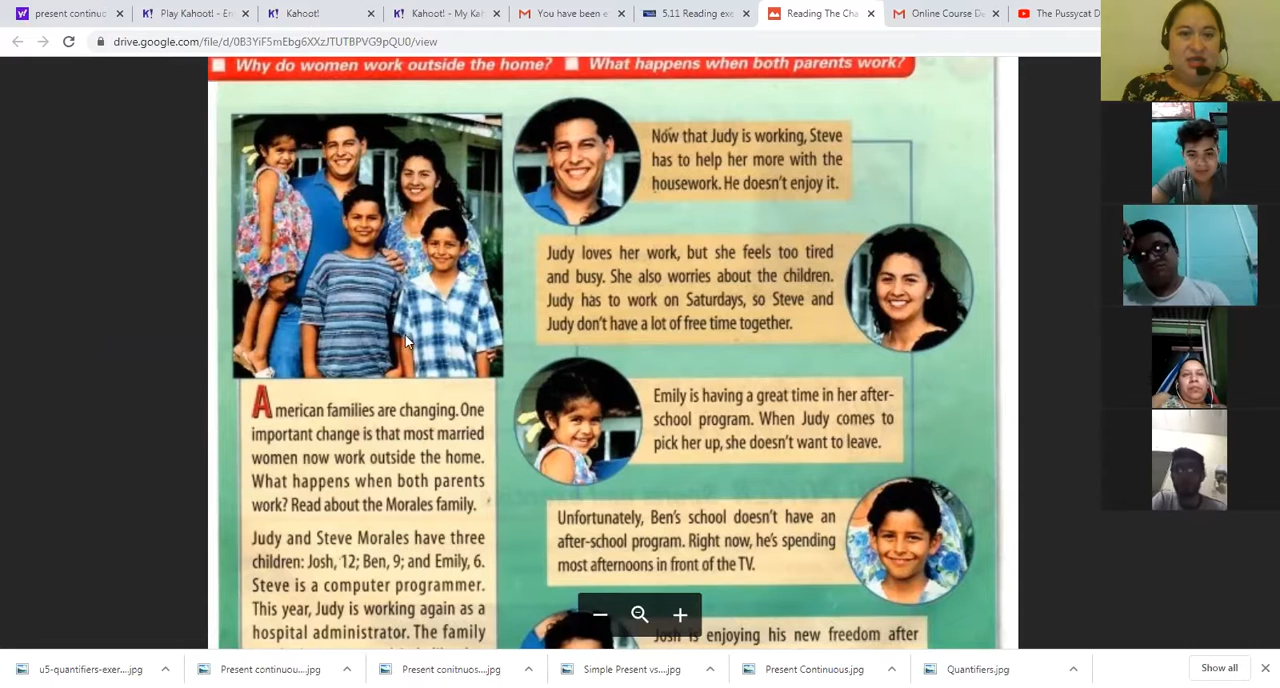 present continuo
Play Kahoot! - En
Kahoot!
Kahoot! - My Kah
You have been e
5.11 Reading exe
Reading The Cha
Online Course De
The Pussycat D
drive.google.com/file/d/0B3YiF5mEbg6XXzJTUTBPVG9pQU0/view
Why do women work outside the home? What happens when both parents work?
Now that Judy is working, Steve
has to help her more with the
housework. He doesn't enjoy it.
Judy loves her work, but she feels too tired
and busy. She also worries about the children.
Judy has to work on Saturdays, so Steve and
Judy don't have a lot of free time together.
Emily is having a great time in her after-
school program. When Judy comes to
pick her up, she doesn't want to leave.
Unfortunately, Ben's school doesn't have an
after-school program. Right now, he's spending
most afternoons in front of the TV.
Josh is enjoying his new freedom after
American families are changing. One
important change is that most married
women now work outside the home.
What happens when both parents
work? Read about the Morales family.
Judy and Steve Morales have three
children: Josh, 12; Ben, 9; and Emily, 6.
Steve is a computer programmer.
This year, Judy is working again as a
hospital administrator. The family
u5-quantifiers-exer....jpg
Present continuou....jpg
Present conitnuos....jpg
Simple Present vs....jpg
Present Continuous.jpg
Quantifiers.jpg
Show all